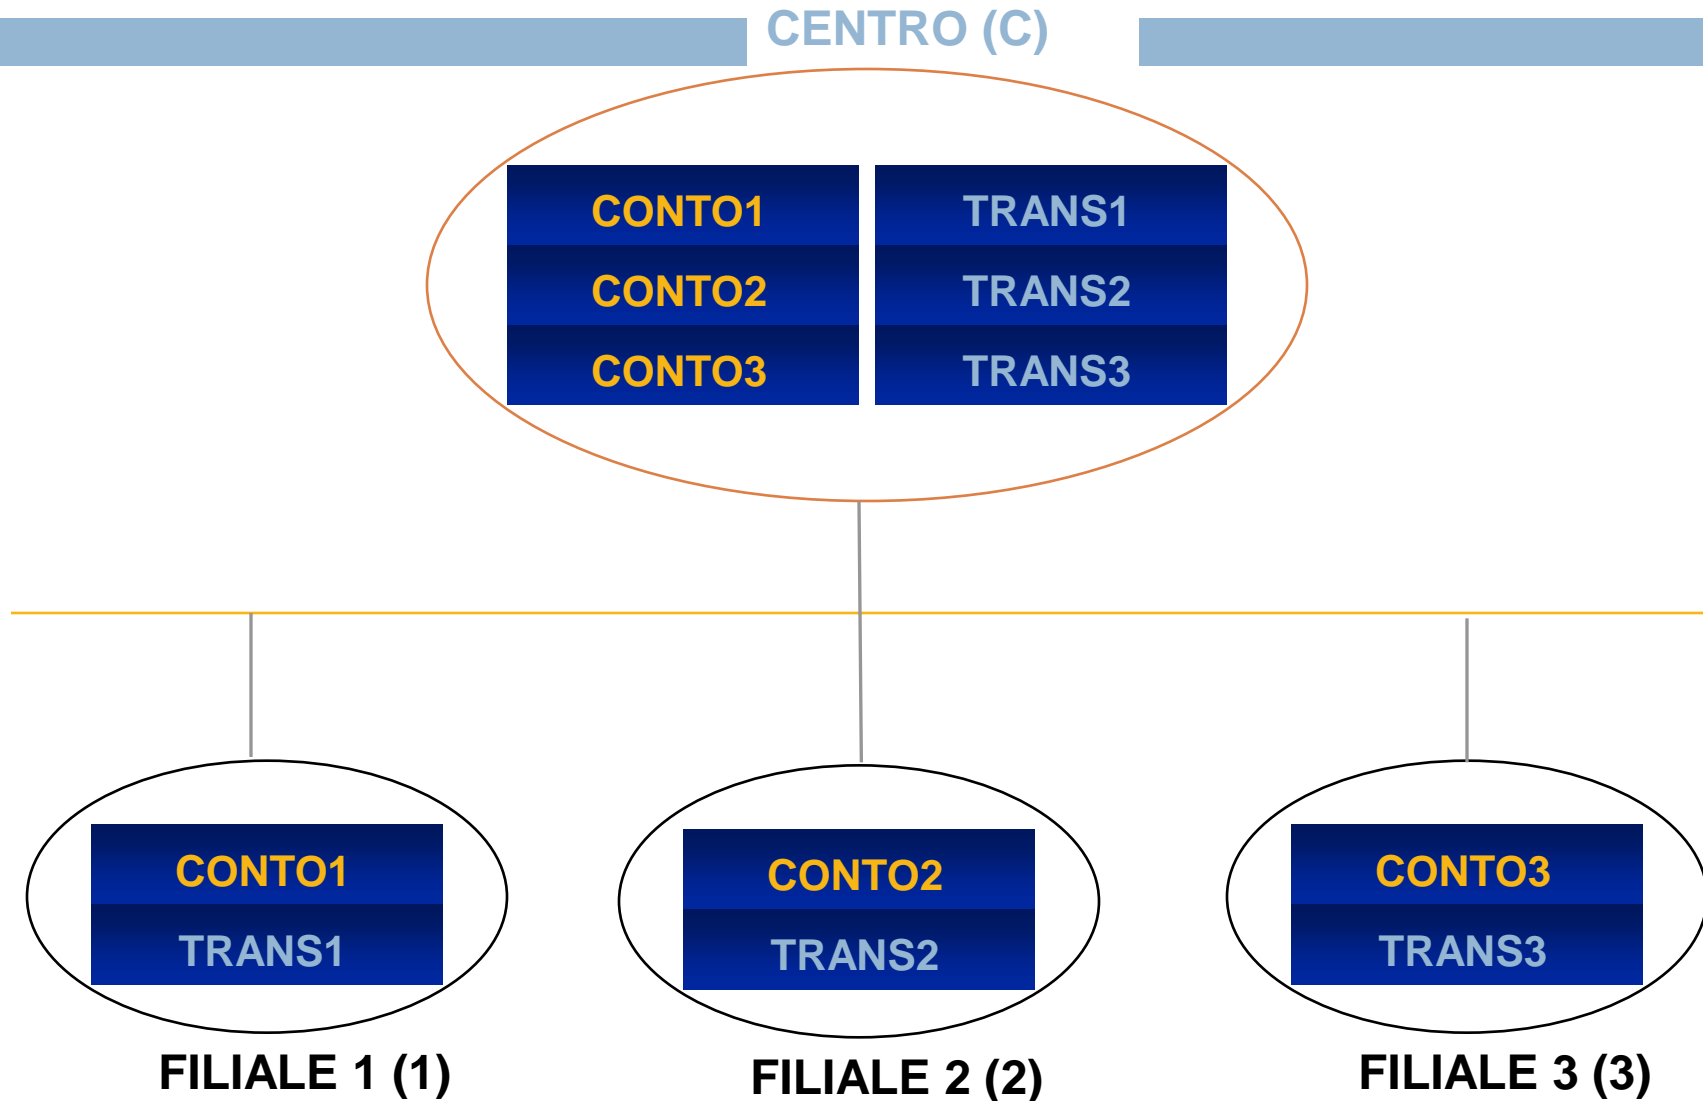 CENTRO (C)
CONTO1 TRANS1
CONTO2 TRANS2
CONTO3 TRANS3
CONTO1
TRANS1
FILIALE 1 (1)
CONTO2
TRANS2
FILIALE 2 (2)
CONTO3
TRANS3
FILIALE 3 (3)